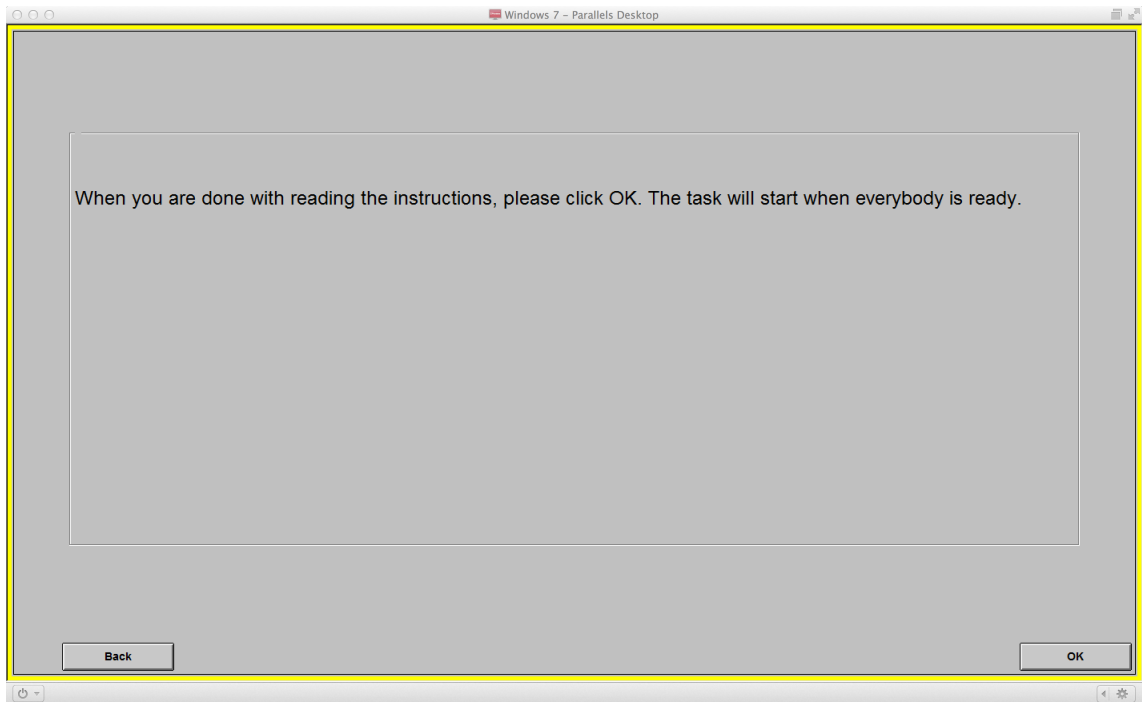 Windows 7 – Parallels Desktop
When you are done with reading the instructions, please click OK. The task will start when everybody is ready.
Back
OK